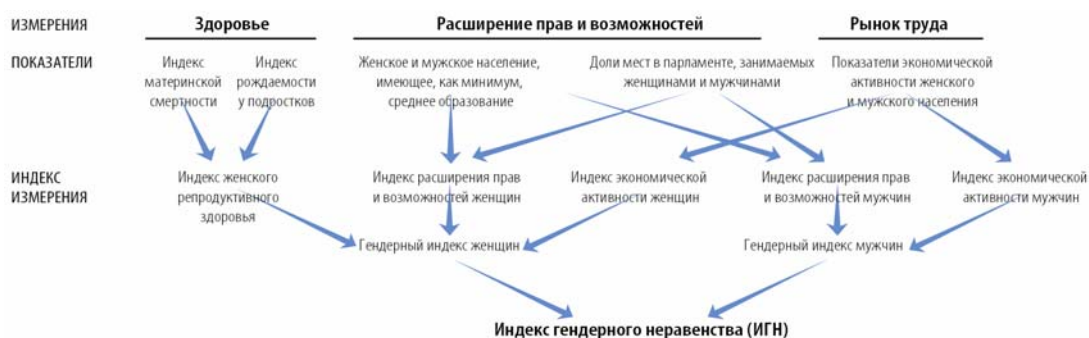 ИЗМЕРЕНИЯ
Здоровье
Расширение прав и возможностей
Рынок труда
ПОКАЗАТЕЛИ
Индекс
материнской
смертности
Индекс
рождаемости
у подростков
Женское и мужское население,
имеющее, как минимум,
среднее образование
Доли мест в парламенте, занимаемых
женщинами и мужчинами
Показатели экономической
активности женского
и мужского населения
ИНДЕКС
ИЗМЕРЕНИЯ
Индекс женского
репродуктивного
здоровья
Индекс расширения прав
и возможностей женщин
Индекс экономической
активности женщин
Индекс расширения прав
и возможностей мужчин
Индекс экономической
активности мужчин
Гендерный индекс женщин
Гендерный индекс мужчин
Индекс гендерного неравенства (ИГН)